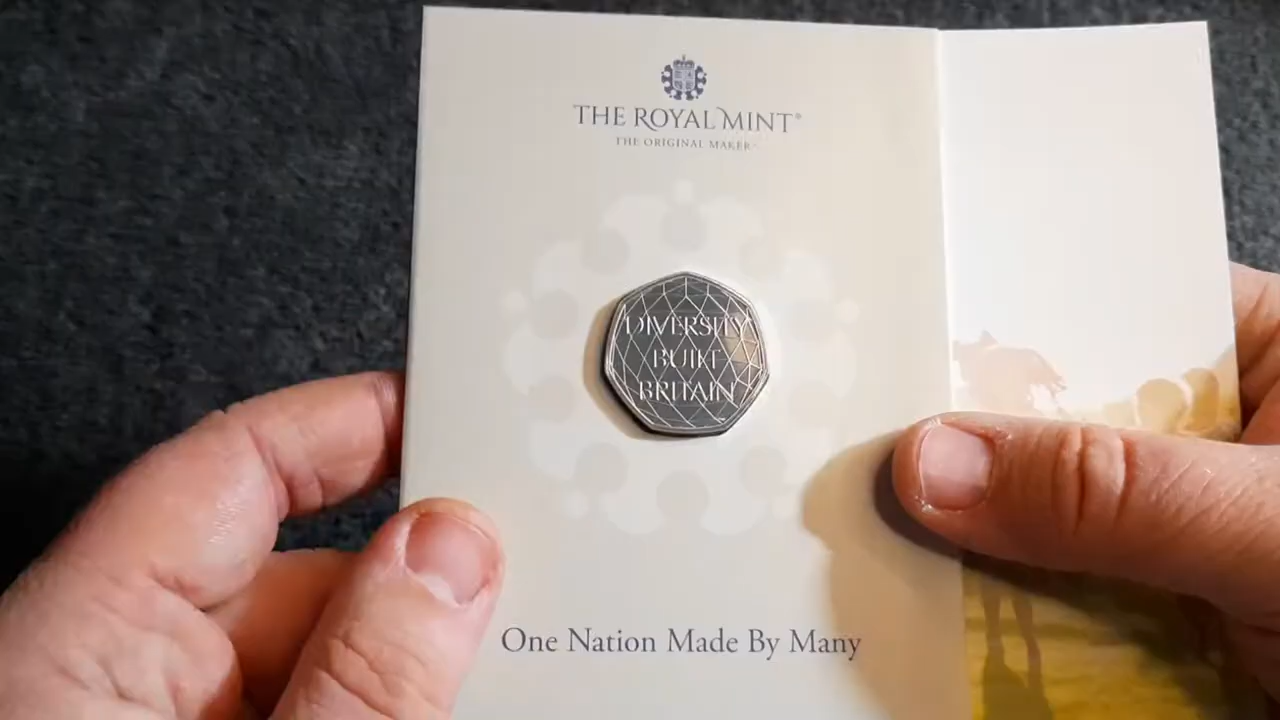 THE ROYAL MINT®
THE ORIGINAL MAKER
DIVERSITY
BUILT
BRITAIN
One Nation Made By Many